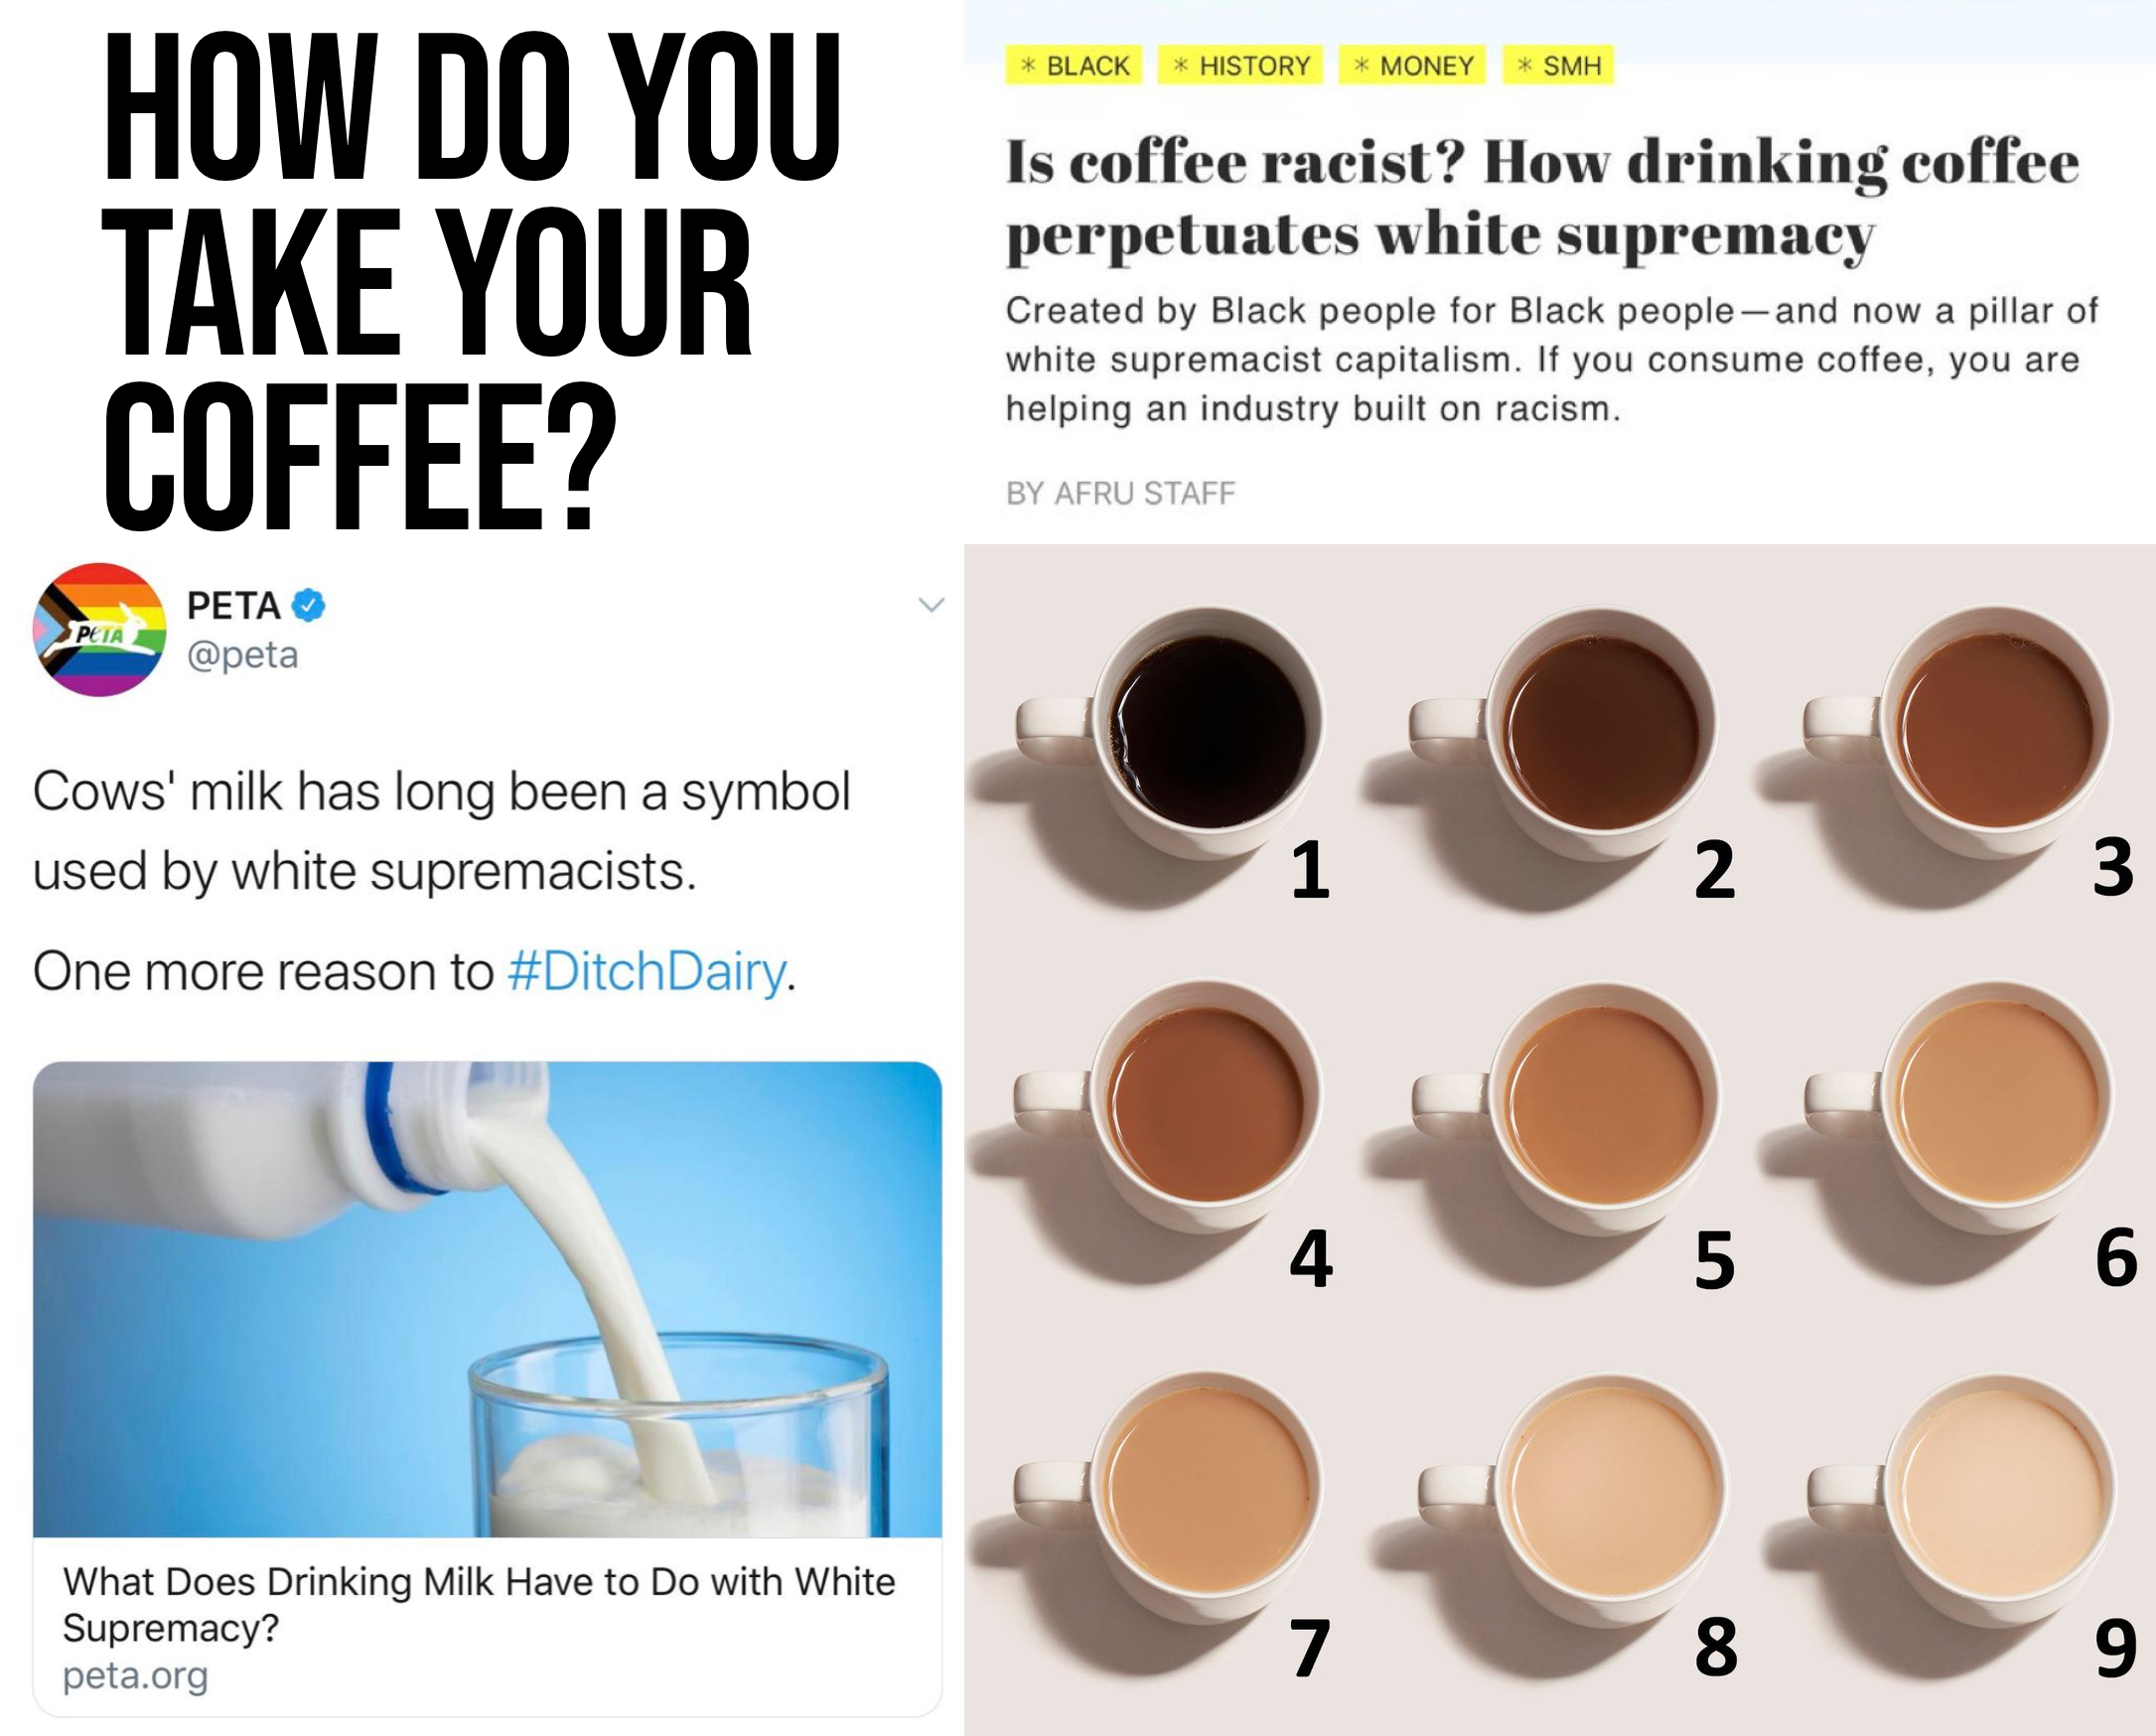 HOW DO YOU
TAKE YOUR
COFFEE?
* BLACK * HISTORY * MONEY * SMH
Is coffee racist? How drinking coffee
perpetuates white supremacy
Created by Black people for Black people—and now a pillar of
white supremacist capitalism. If you consume coffee, you are
helping an industry built on racism.
BY AFRU STAFF
PETA
PETA
@peta
Cows' milk has long been a symbol
used by white supremacists.
One more reason to #DitchDairy.
What Does Drinking Milk Have to Do with White
Supremacy?
peta.org
1 2 3
4 5 6
7 8 9